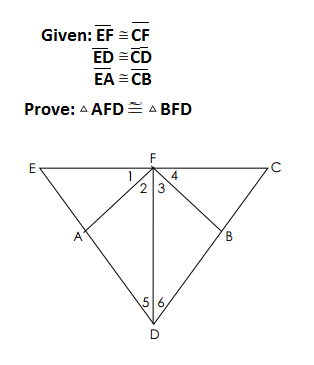 Given: EF ≅ CF
ED ≅ CD
EA ≅ CB
Prove: △ AFD ≅ △ BFD
F
E C
1 4
2 3
A B
5 6
D